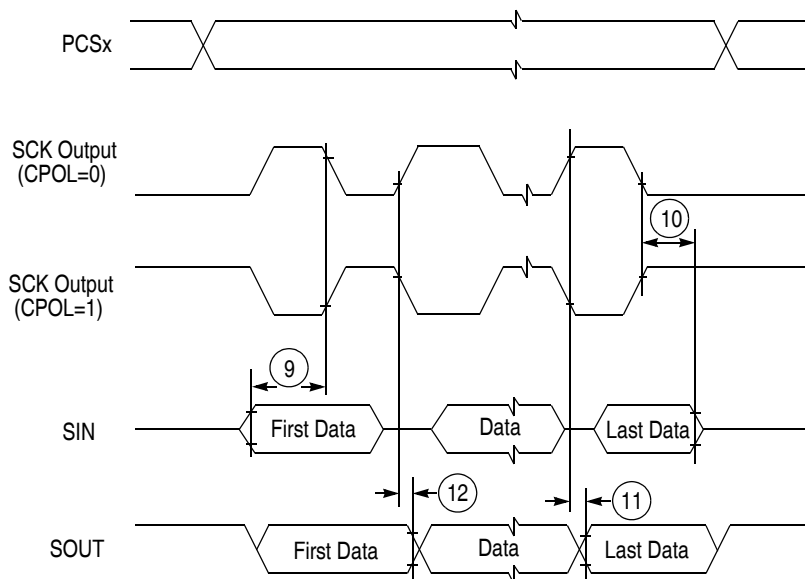 PCSx
SCK Output
(CPOL=0)
10
SCK Output
(CPOL=1)
9
SIN
First Data
Data
Last Data
12
11
SOUT
First Data
Data
Last Data